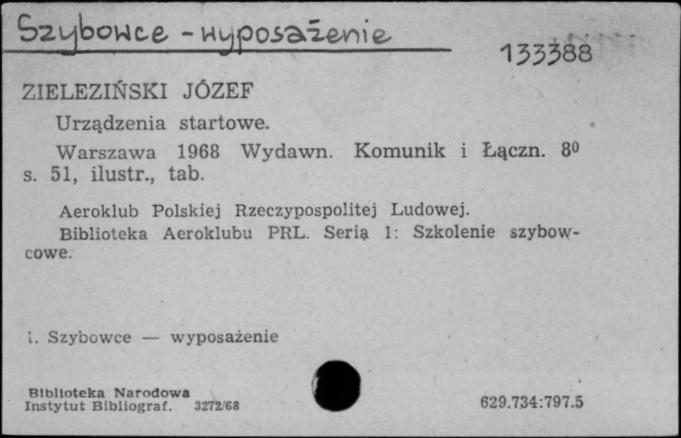 Szybowce - wyposażenie
133388
ZIELEZIŃSKI JÓZEF
Urządzenia startowe.
Warszawa 1968 Wydawn. Komunik i Łączn. 8⁰
s. 51, ilustr., tab.
Aeroklub Polskiej Rzeczypospolitej Ludowej.
Biblioteka Aeroklubu PRL. Seria 1: Szkolenie szybow-
cowe.
1. Szybowce — wyposażenie
Biblioteka Narodowa
Instytut Bibliograf. 3272/68
629.734:797.5